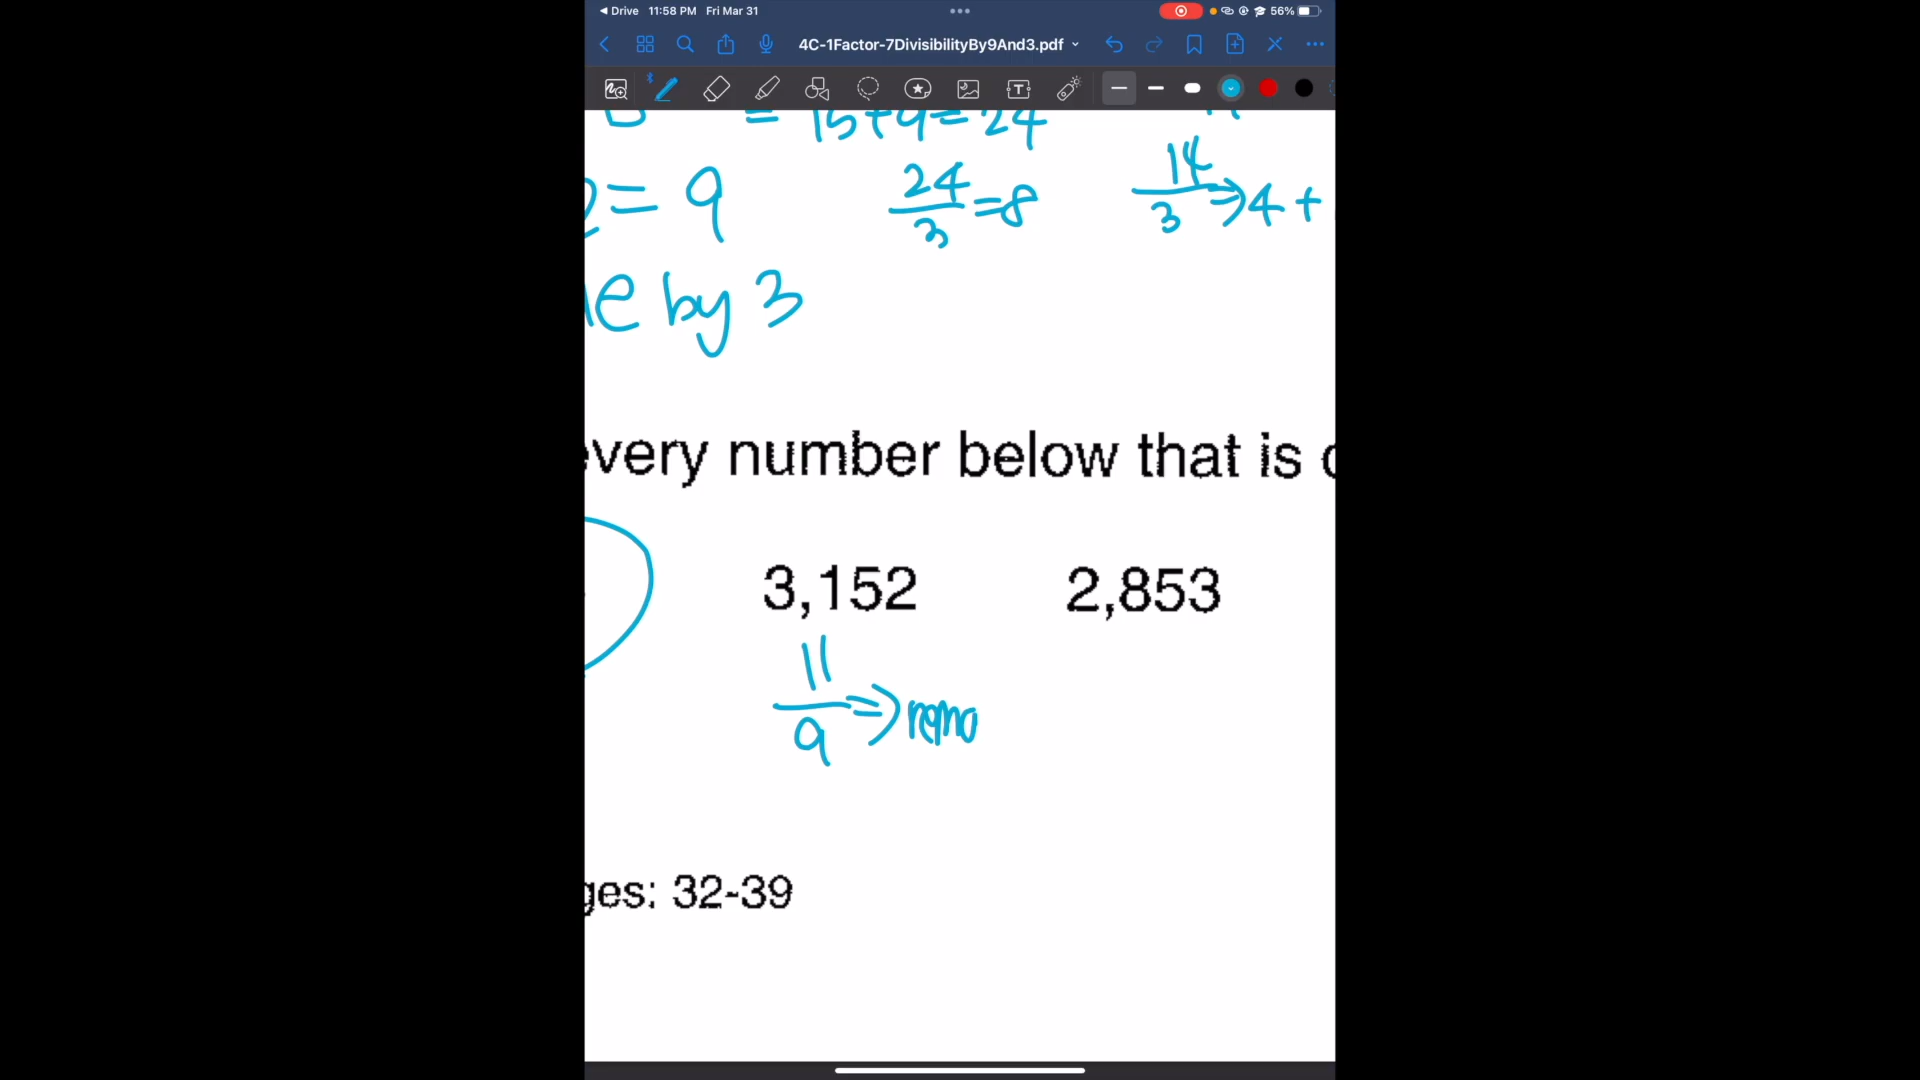 Drive 11:58 PM Fri Mar 31 56%
4C-1Factor-7DivisibilityBy9And3.pdf
= 15+9=24
= 9 24/3 =8 14/3 ⇒ 4 +
e by 3
very number below that is
3,152 2,853
11/9 ⇒ rema
ges: 32-39